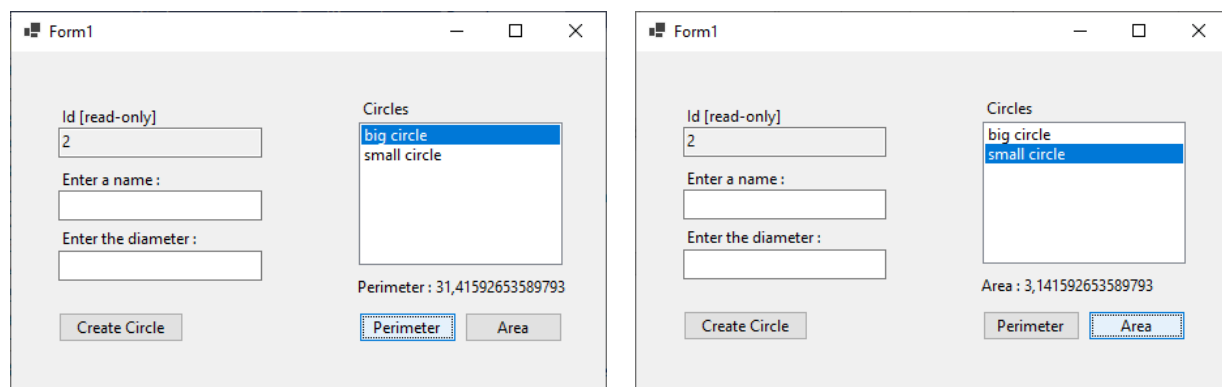 Form1
Id [read-only]
2
Enter a name :
Enter the diameter :
Create Circle
Circles
big circle
small circle
Perimeter : 31,41592653589793
Perimeter
Area
Form1
Id [read-only]
2
Enter a name :
Enter the diameter :
Create Circle
Circles
big circle
small circle
Area : 3,141592653589793
Perimeter
Area